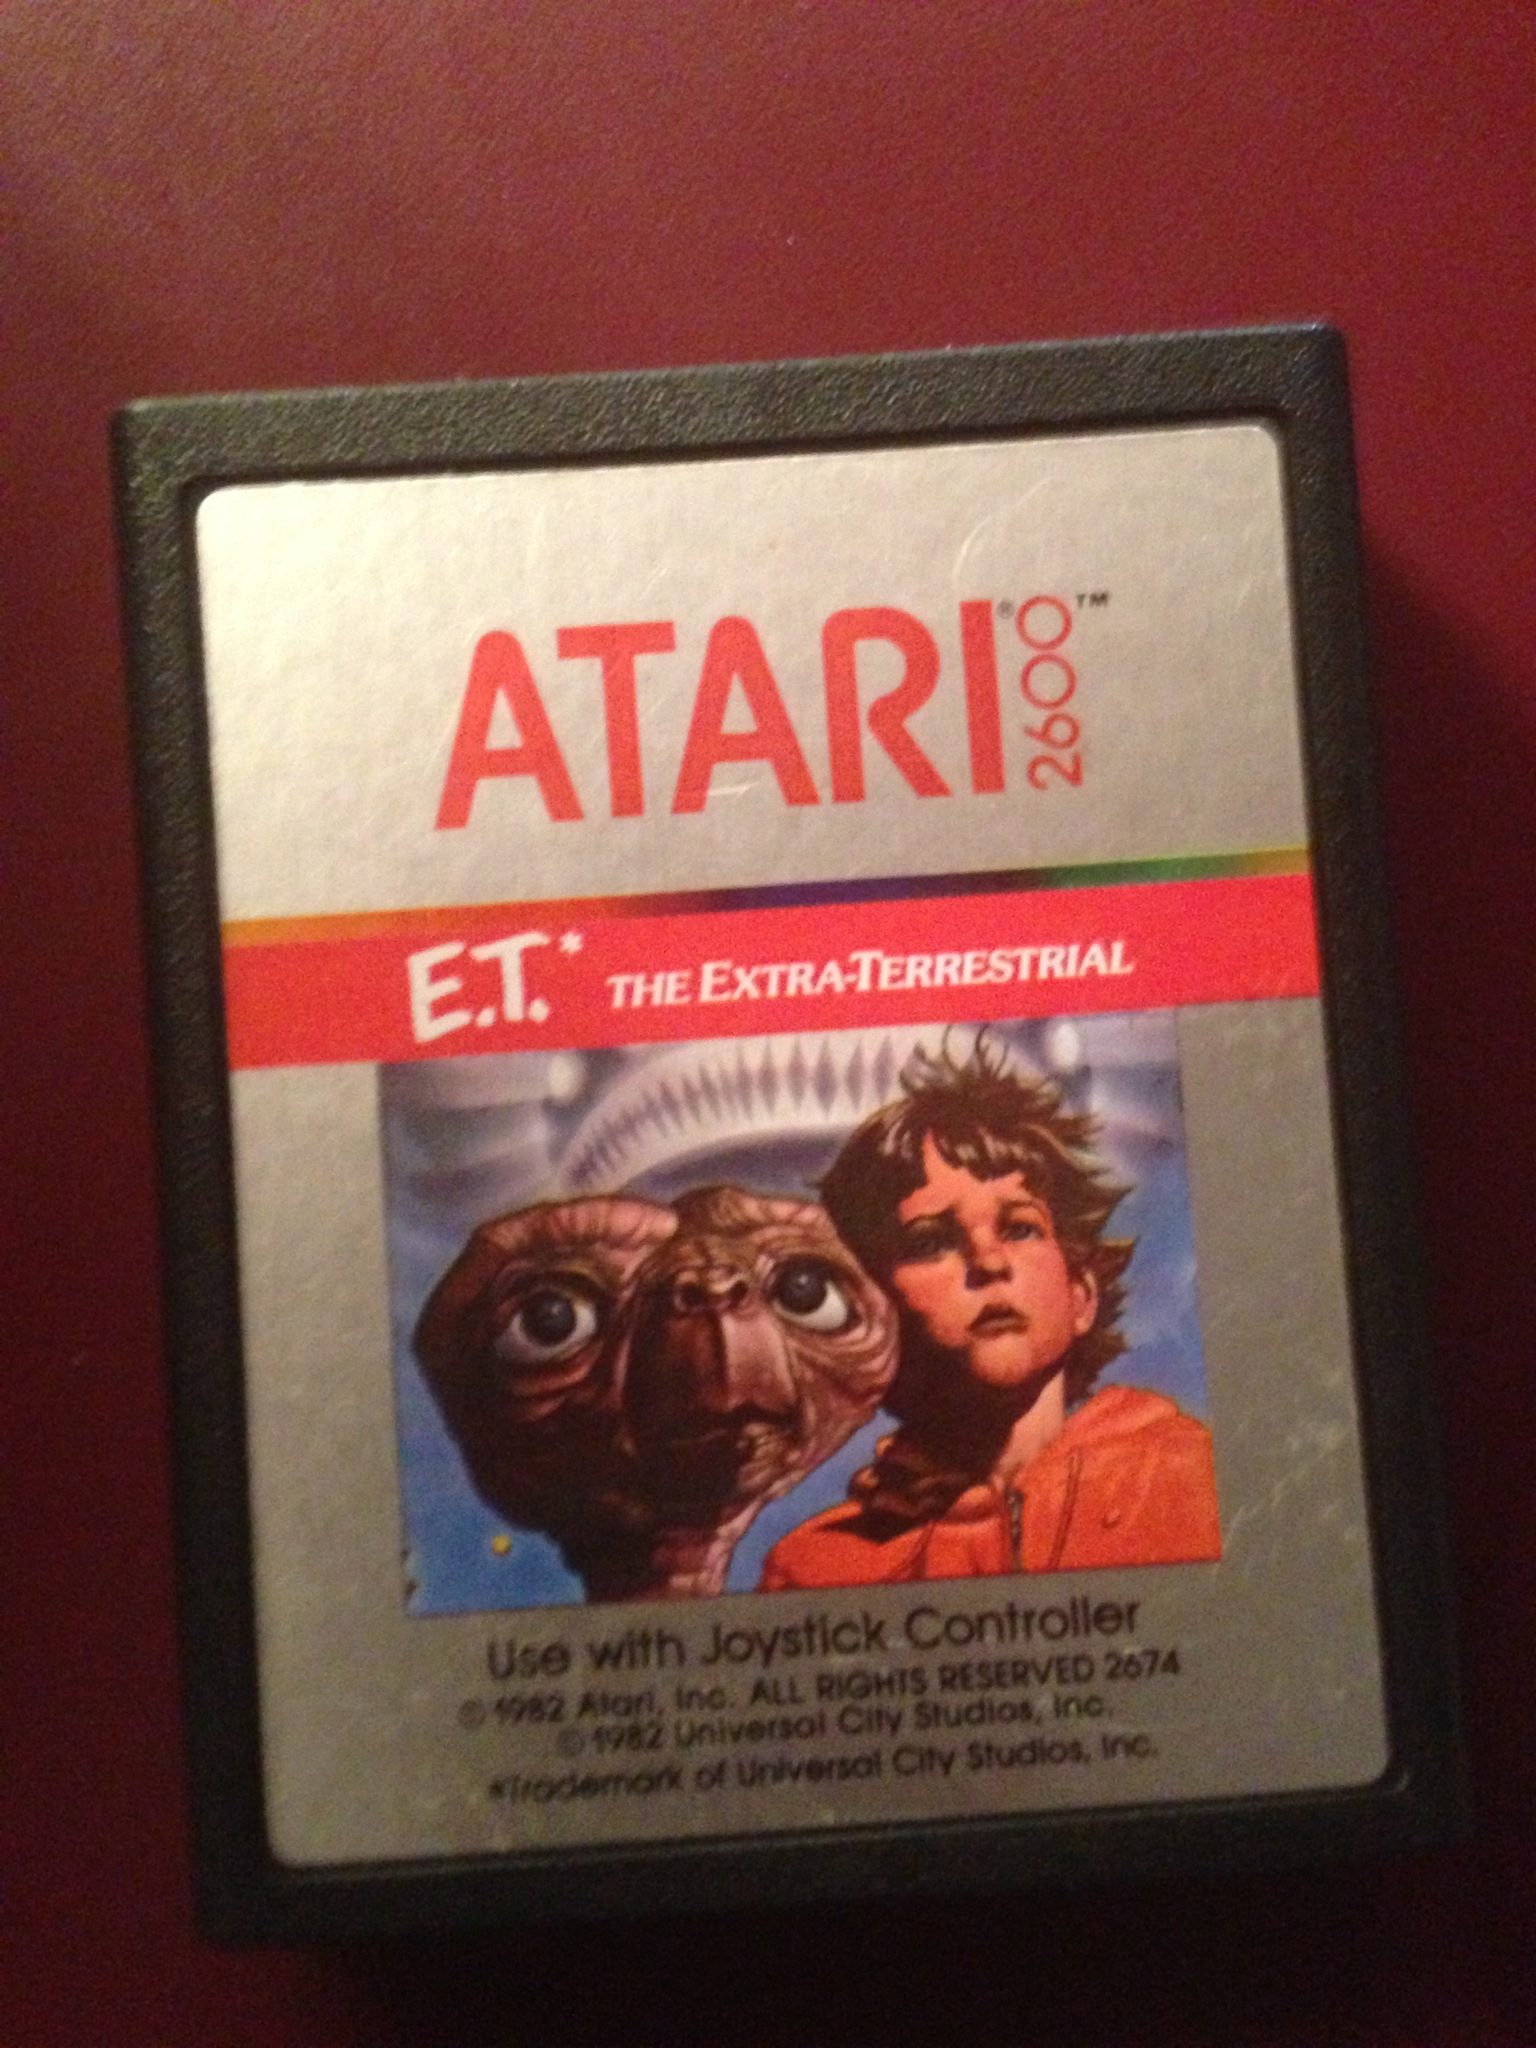 ATARI® 2600™
E.T.* THE EXTRA-TERRESTRIAL
Use with Joystick Controller
© 1982 Atari, Inc. ALL RIGHTS RESERVED 2674
© 1982 Universal City Studios, Inc.
*Trademark of Universal City Studios, Inc.